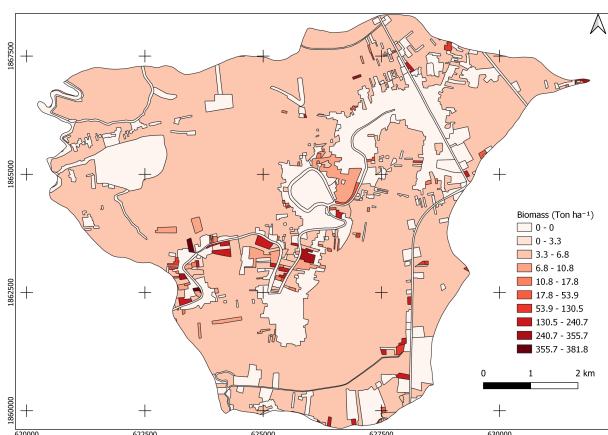 1867500
1865000
1862500
1860000
Biomass (Ton ha⁻¹)
0 - 0
0 - 3.3
3.3 - 6.8
6.8 - 10.8
10.8 - 17.8
17.8 - 53.9
53.9 - 130.5
130.5 - 240.7
240.7 - 355.7
355.7 - 381.8
0 1 2 km
620000 622500 625000 627500 630000